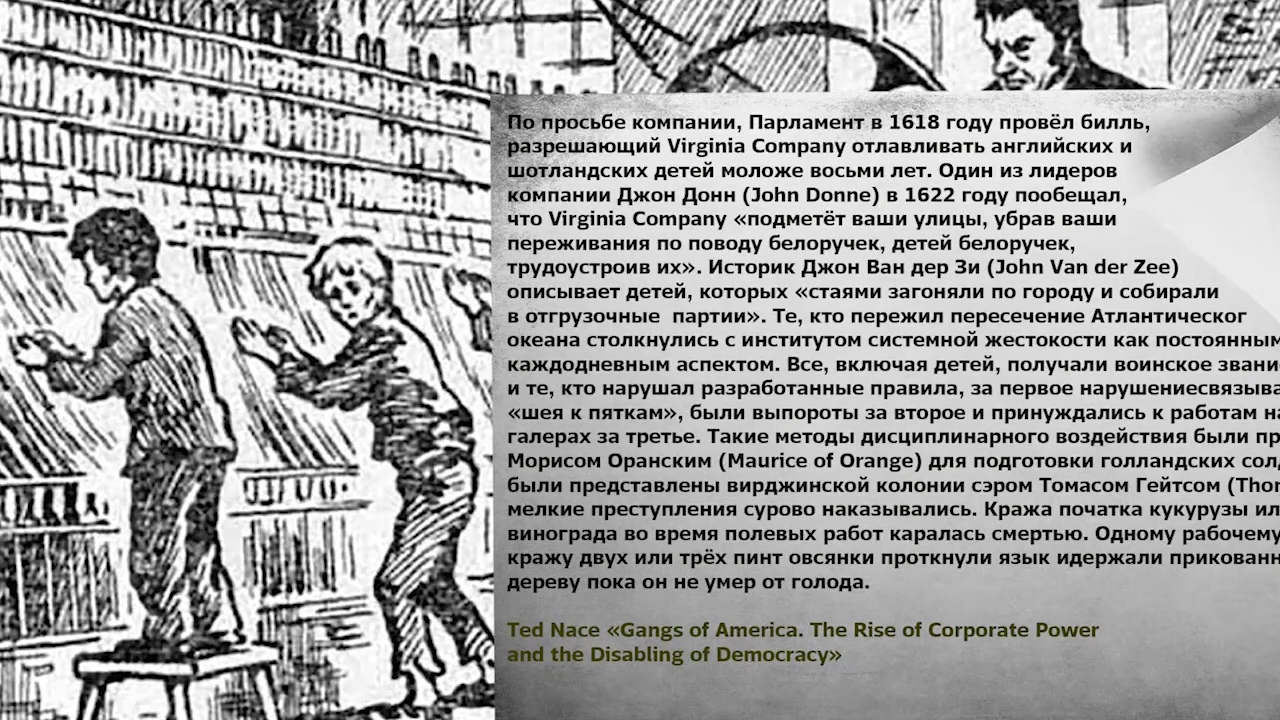 По просьбе компании, Парламент в 1618 году провёл билль,
разрешающий Virginia Company отлавливать английских и
шотландских детей моложе восьми лет. Один из лидеров
компании Джон Донн (John Donne) в 1622 году пообещал,
что Virginia Company «подметёт ваши улицы, убрав ваши
переживания по поводу белоручек, детей белоручек,
трудоустроив их». Историк Джон Ван дер Зи (John Van der Zee)
описывает детей, которых «стаями загоняли по городу и собирали
в отгрузочные  партии». Те, кто пережил пересечение Атлантическог
океана столкнулись с институтом системной жестокости как постоянным
каждодневным аспектом. Все, включая детей, получали воинское
и те, кто нарушал разработанные правила, за первое
«шея к пяткам», были выпороты за второе и принуждались к работам
галерах за третье. Такие методы дисциплинарного воздействия были
Морисом Оранским (Maurice of Orange) для подготовки голландских
были представлены вирджинской колонии сэром Томасом Гейтсом
мелкие преступления сурово наказывались. Кража початка кукурузы
винограда во время полевых работ каралась смертью. Одному рабочему
кражу двух или трёх пинт овсянки проткнули язык идержали
дереву пока он не умер от голода.
Ted Nace «Gangs of America. The Rise of Corporate Power
and the Disabling of Democracy»